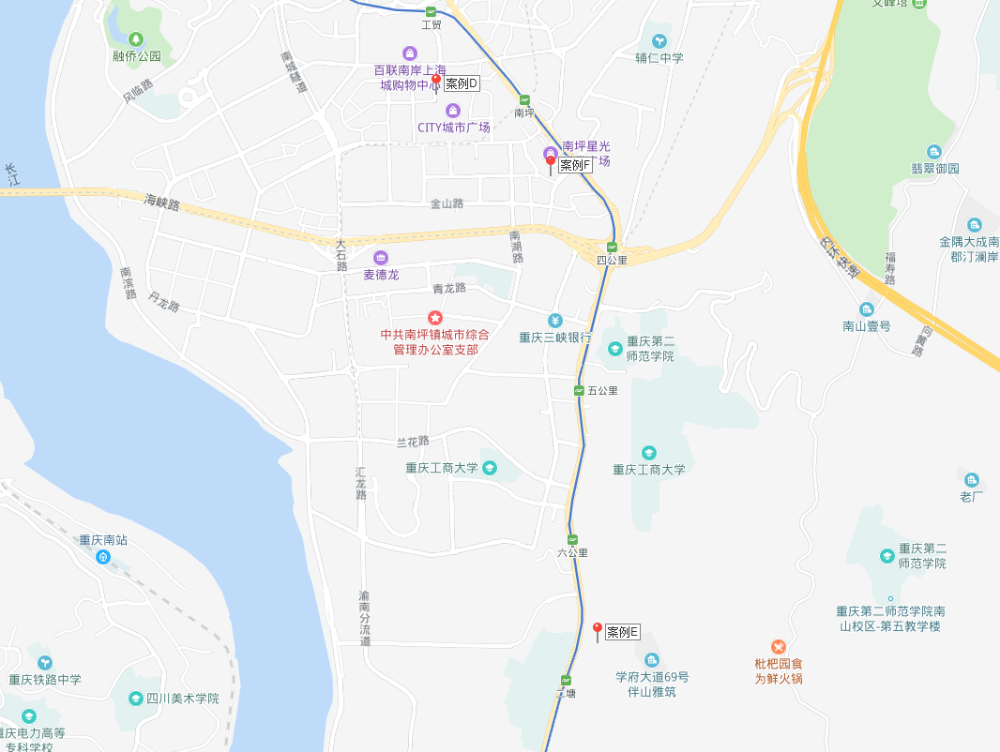 文峰塔
工贸
融侨公园
南城隧道
辅仁中学
百联南岸上海
城购物中心
案例D
风临路
南坪
CITY城市广场
南坪星光
广场
案例F
翡翠御园
长江
海峡路
金山路
金隅大成南
郡汀澜岸
南湖路
大石路
四公里
内环快速
福寿路
麦德龙
南滨路
丹龙路
青龙路
南山壹号
中共南坪镇城市综合
管理办公室支部
重庆三峡银行
重庆第二
师范学院
问黄路
五公里
兰花路
重庆工商大学
重庆工商大学
汇龙路
老厂
重庆南站
六公里
重庆第二
师范学院
渝南分流道
重庆第二师范学院南
山校区-第五教学楼
案例E
枇杷园食
为鲜火锅
学府大道69号
伴山雅筑
重庆铁路中学
四川美术学院
二塘
重庆电力高等
专科学校